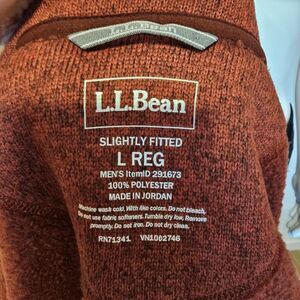 L.L.Bean
L.L.Bean
SLIGHTLY FITTED
L REG
MEN'S ItemID 291673
100% POLYESTER
MADE IN JORDAN
Machine wash cold. With like colors. Do not bleach.
Do not use fabric softeners. Tumble dry low. Remove
promptly. Do not iron. Do not dry clean.
RN71341 VN1002746